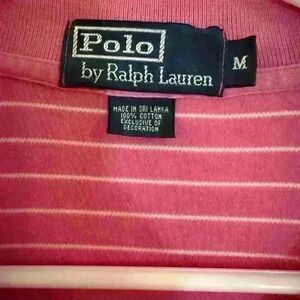 Polo
by Ralph Lauren
M
MADE IN SRI LANKA
100% COTTON
EXCLUSIVE OF
DECORATION